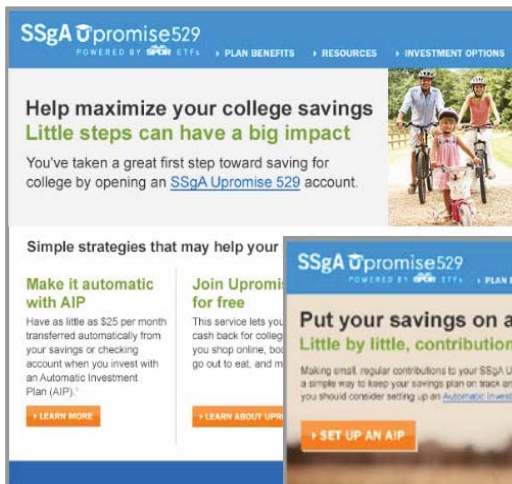 SSgA Upromise529
POWERED BY SPDR ETFs
PLAN BENEFITS
RESOURCES
INVESTMENT OPTIONS
Help maximize your college savings
Little steps can have a big impact
You've taken a great first step toward saving for
college by opening an SSgA Upromise 529 account.
Simple strategies that may help your
Make it automatic
with AIP
Have as little as $25 per month
transferred automatically from
your savings or checking
account when you invest with
an Automatic Investment
Plan (AIP).¹
LEARN MORE
Join Upromi
for free
This service lets you
cash back for colleg
you shop online, boo
go out to eat, and m
LEARN ABOUT UPR
SSgA Upromise529
POWERED BY SPDR ETFs
PLAN
Put your savings on a
Little by little, contribution
Making small, regular contributions to your SSgA U
a simple way to keep your savings plan on track an
you should consider setting up an Automatic Invest
SET UP AN AIP